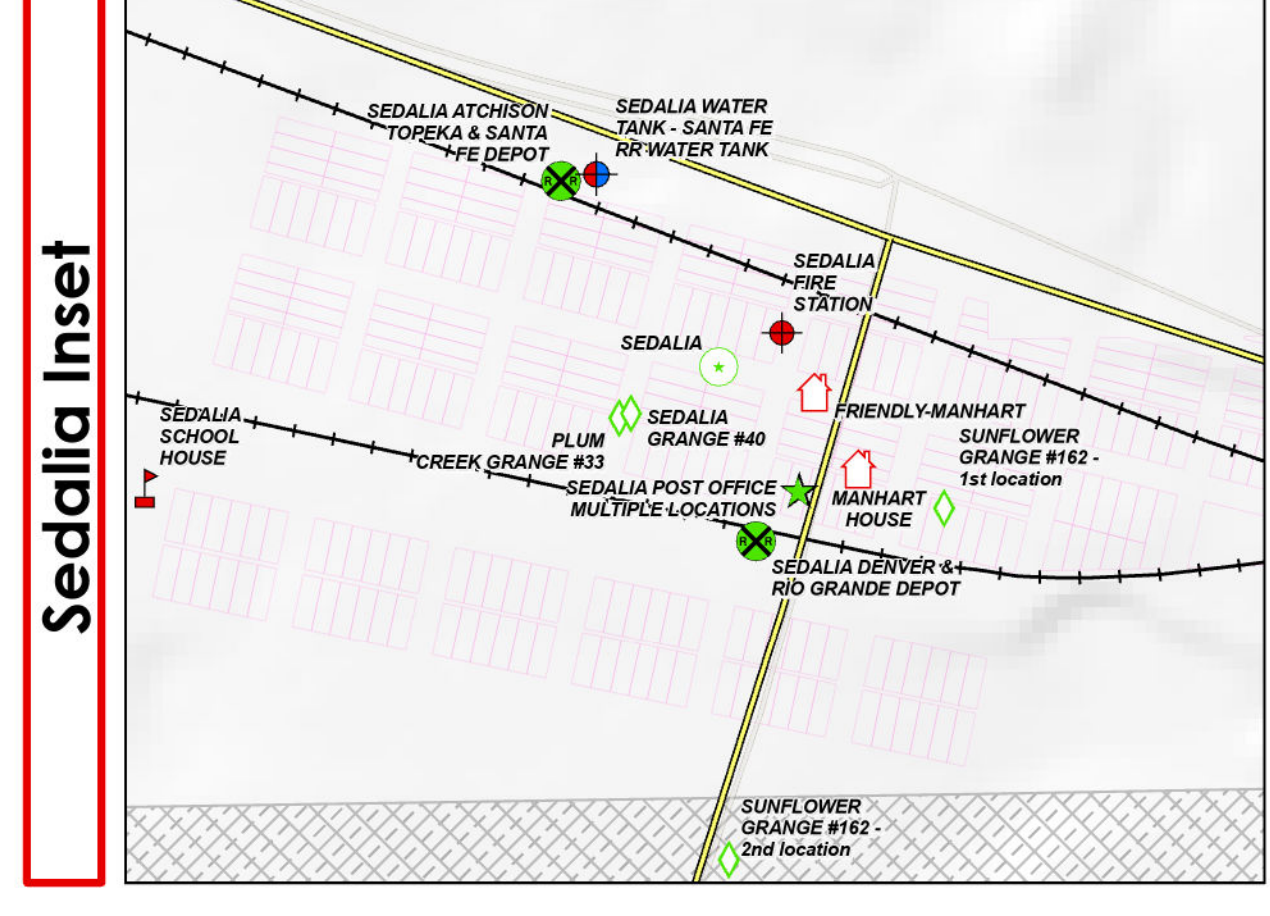 Sedalia Inset
SEDALIA ATCHISON
TOPEKA & SANTA
FE DEPOT
SEDALIA WATER
TANK - SANTA FE
RR WATER TANK
R R
SEDALIA
FIRE
STATION
SEDALIA
FRIENDLY-MANHART
SEDALIA
SCHOOL
HOUSE
SEDALIA
GRANGE #40
PLUM
CREEK GRANGE #33
SUNFLOWER
GRANGE #162 -
1st location
SEDALIA POST OFFICE
MULTIPLE LOCATIONS
MANHART
HOUSE
R R
SEDALIA DENVER &
RIO GRANDE DEPOT
SUNFLOWER
GRANGE #162 -
2nd location